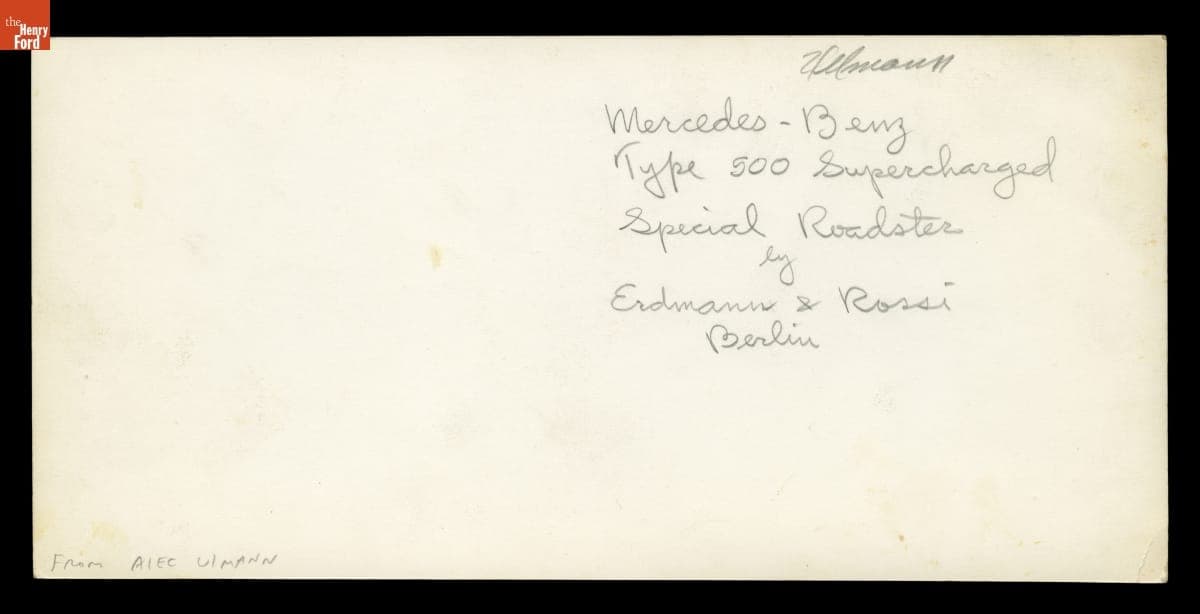 the
Henry
Ford
Ullmann
Mercedes - Benz
Type 500 Supercharged
Special Roadster
by
Erdmann & Rossi
Berlin
FROM ALEC ULMANN